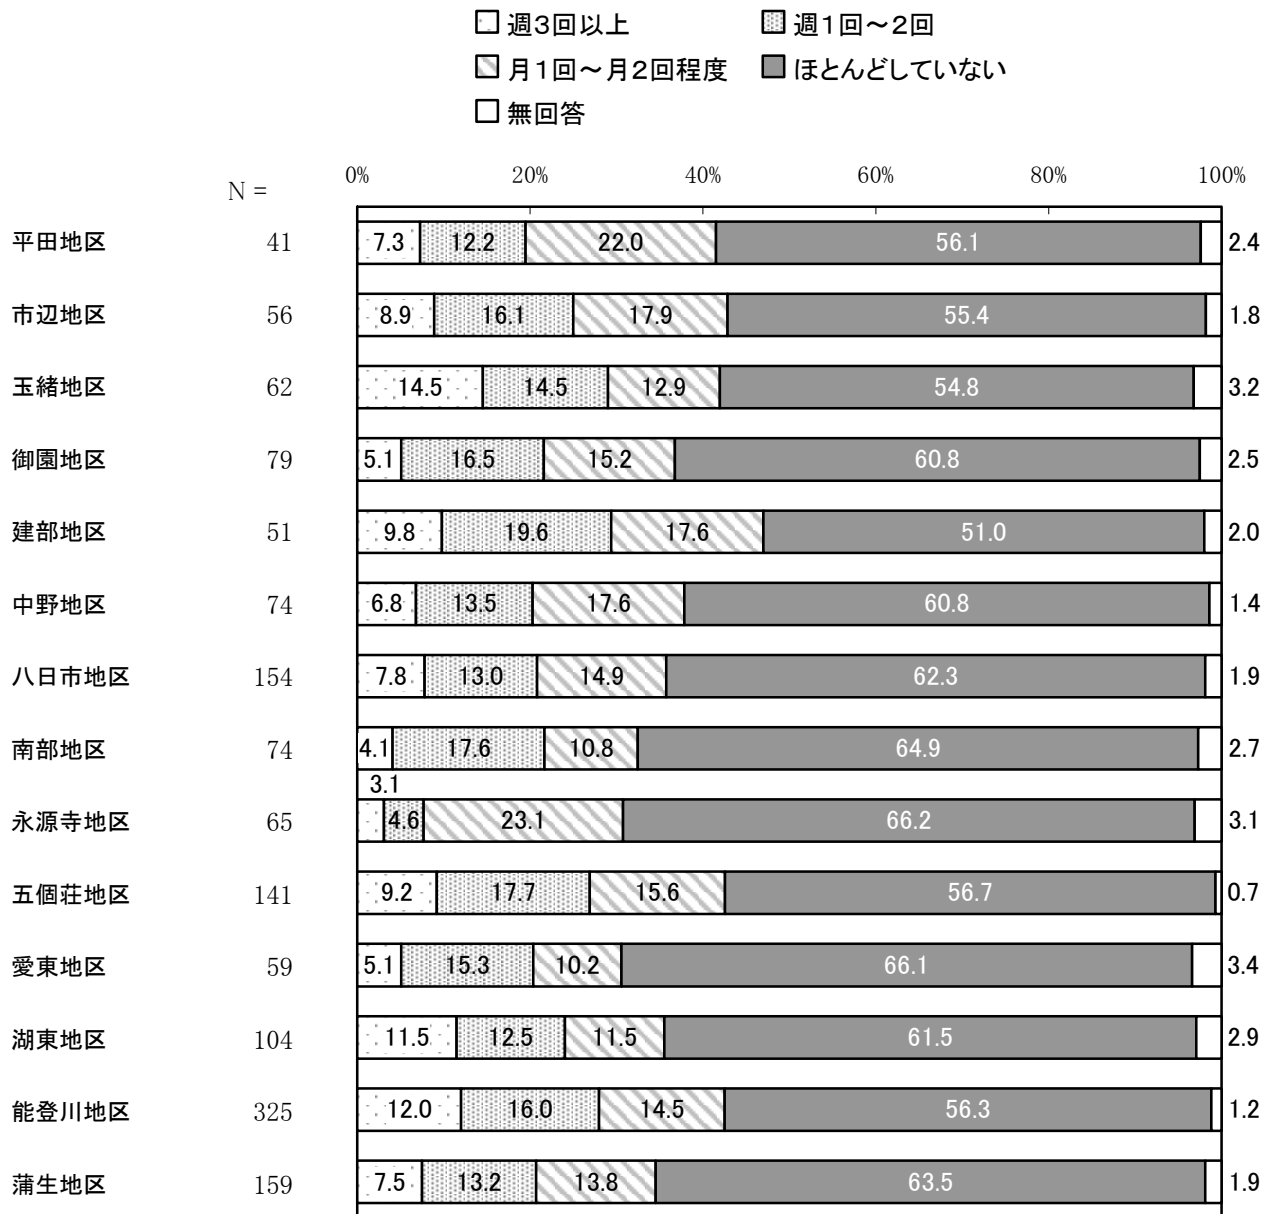 週３回以上 週１回～２回
月１回～月２回程度 ほとんどしていない
無回答
0% 20% 40% 60% 80% 100%
N =
平田地区 41 7.3 12.2 22.0 56.1 2.4
市辺地区 56 8.9 16.1 17.9 55.4 1.8
玉緒地区 62 14.5 14.5 12.9 54.8 3.2
御園地区 79 5.1 16.5 15.2 60.8 2.5
建部地区 51 9.8 19.6 17.6 51.0 2.0
中野地区 74 6.8 13.5 17.6 60.8 1.4
八日市地区 154 7.8 13.0 14.9 62.3 1.9
南部地区 74 4.1 17.6 10.8 64.9 2.7
3.1
永源寺地区 65 4.6 23.1 66.2 3.1
五個荘地区 141 9.2 17.7 15.6 56.7 0.7
愛東地区 59 5.1 15.3 10.2 66.1 3.4
湖東地区 104 11.5 12.5 11.5 61.5 2.9
能登川地区 325 12.0 16.0 14.5 56.3 1.2
蒲生地区 159 7.5 13.2 13.8 63.5 1.9